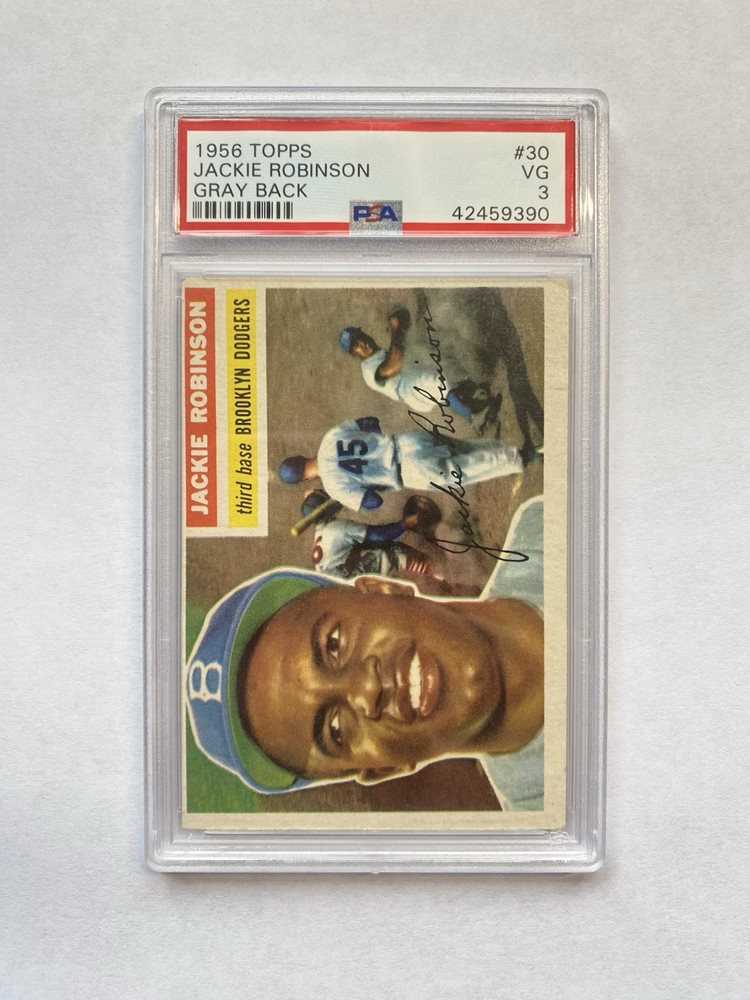 1956 TOPPS #30
JACKIE ROBINSON VG
GRAY BACK 3
PSA 42459390
JACKIE ROBINSON
third base BROOKLYN DODGERS
45
Jackie Robinson
B